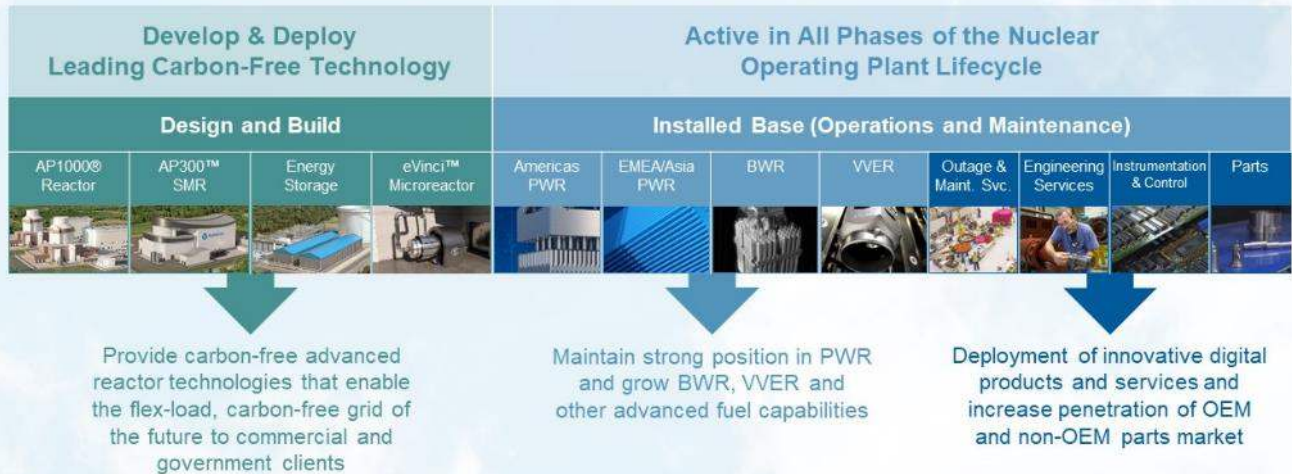 Develop & Deploy
Leading Carbon-Free Technology
Active in All Phases of the Nuclear
Operating Plant Lifecycle
Design and Build
Installed Base (Operations and Maintenance)
AP1000®
Reactor
AP300™
SMR
Energy
Storage
eVinci™
Microreactor
Americas
PWR
EMEA/Asia
PWR
BWR
VVER
Outage &
Maint. Svc.
Engineering
Services
Instrumentation
& Control
Parts
Provide carbon-free advanced
reactor technologies that enable
the flex-load, carbon-free grid of
the future to commercial and
government clients
Maintain strong position in PWR
and grow BWR, VVER and
other advanced fuel capabilities
Deployment of innovative digital
products and services and
increase penetration of OEM
and non-OEM parts market